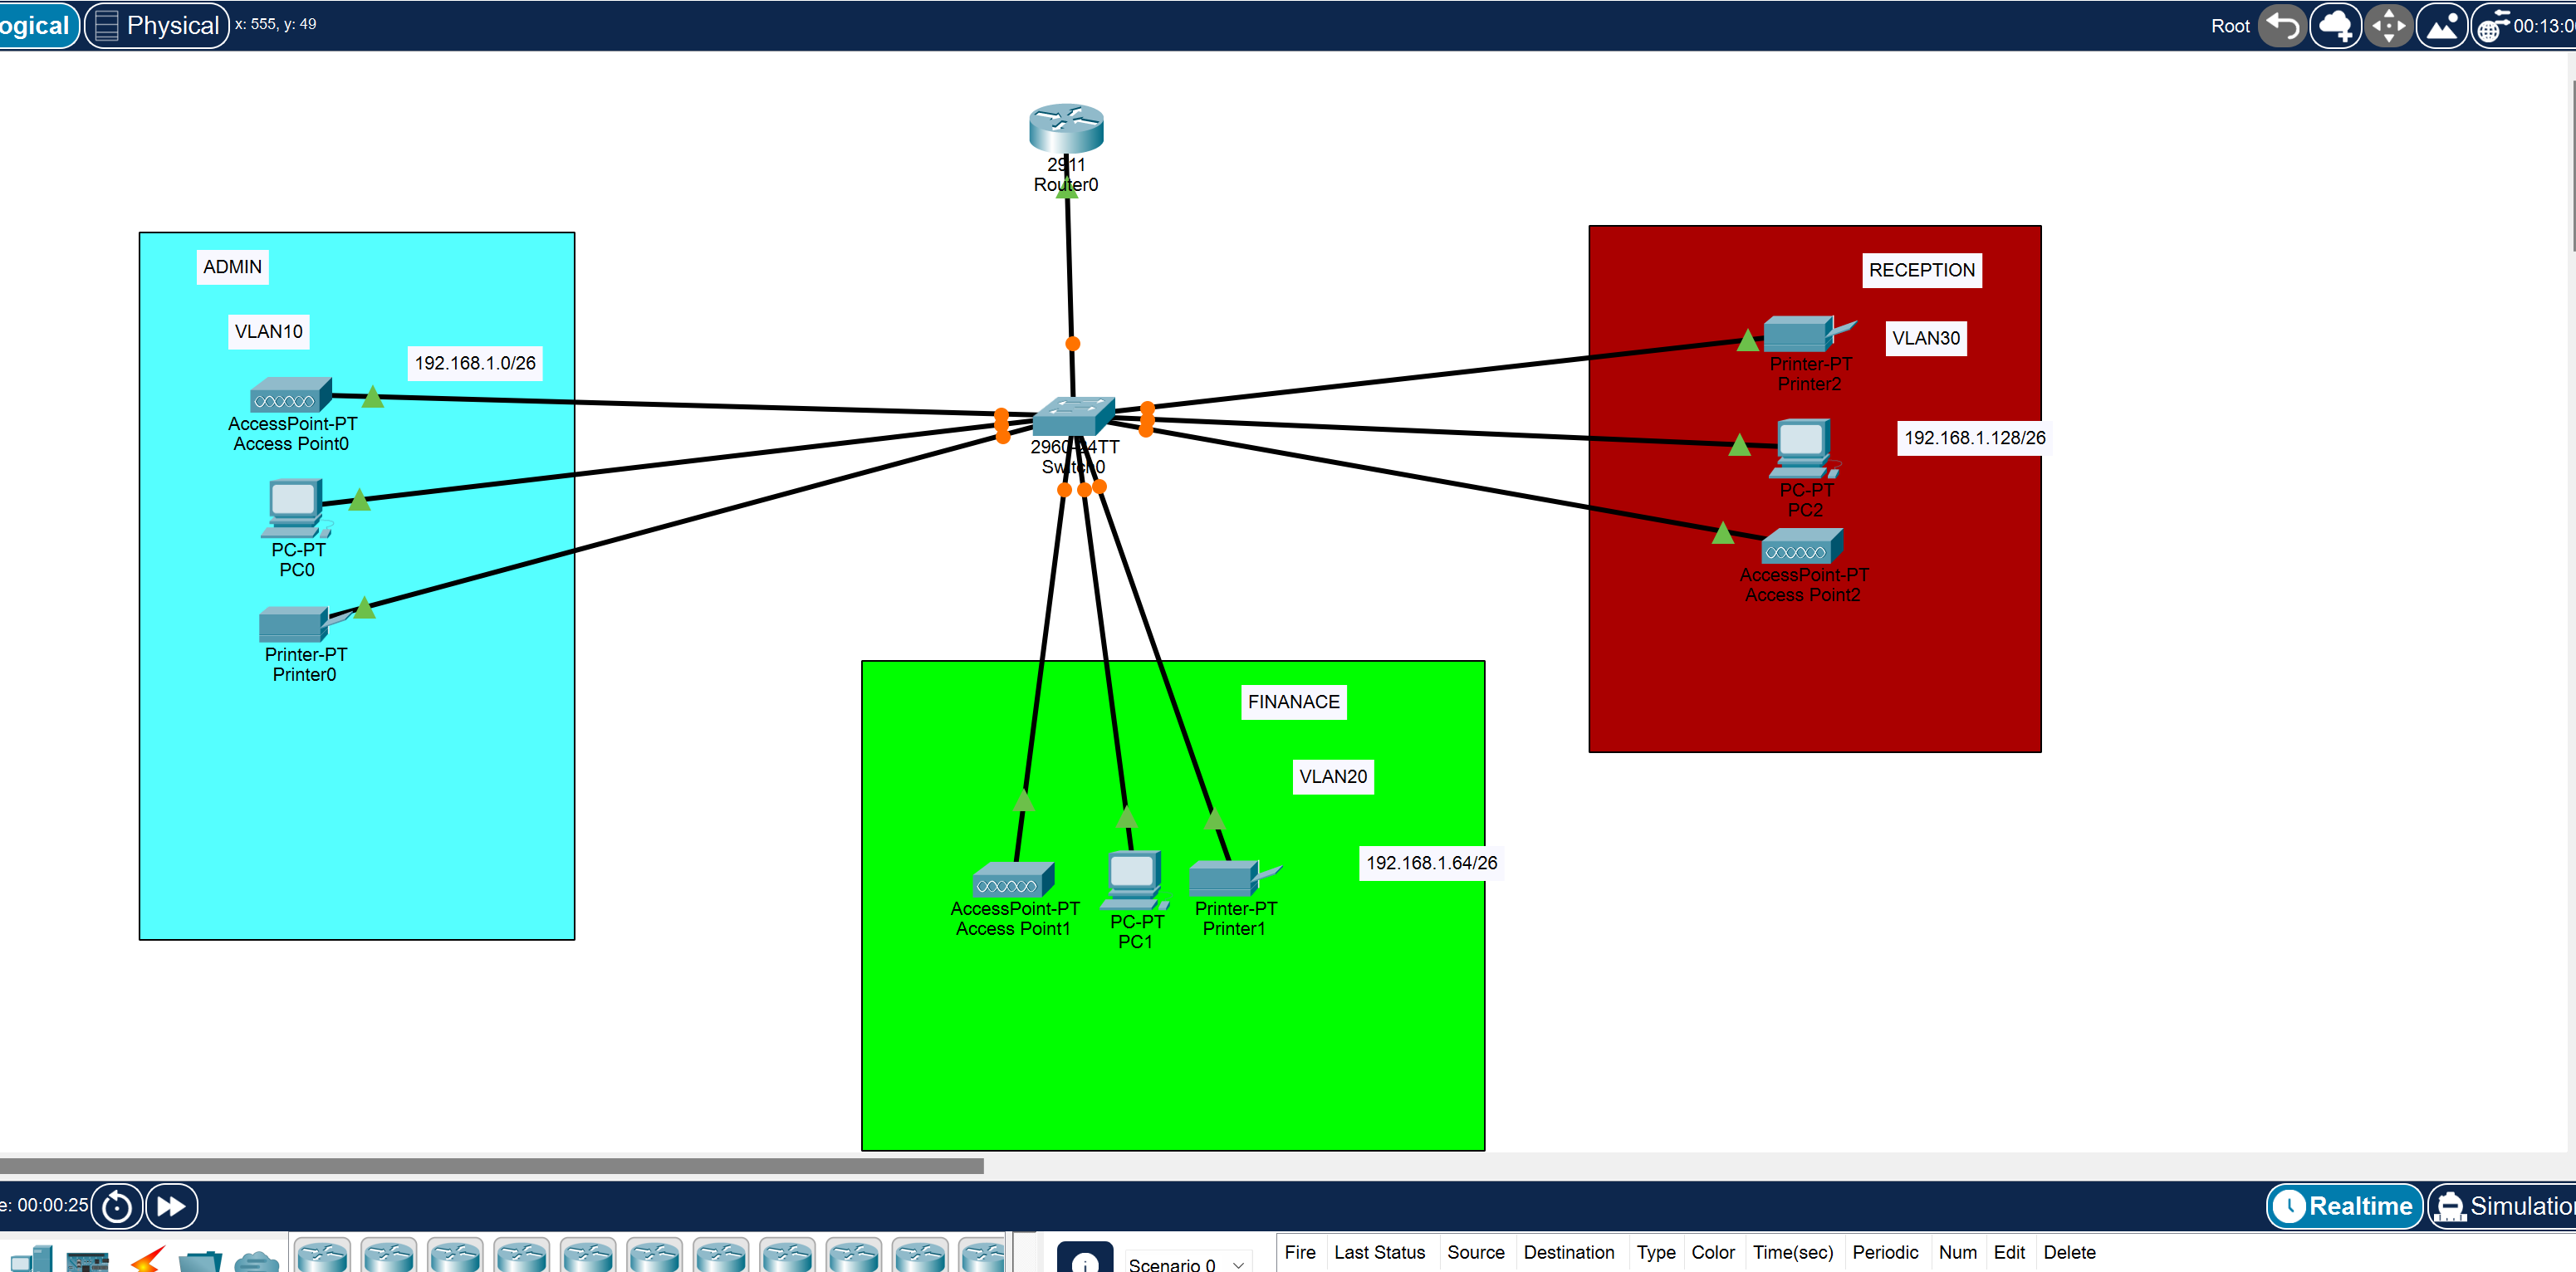 ogical
Physical
x: 555, y: 49
Root
00:13:0
2911
Router0
ADMIN
VLAN10
192.168.1.0/26
AccessPoint-PT
Access Point0
PC-PT
PC0
Printer-PT
Printer0
2960-24TT
Switch0
RECEPTION
VLAN30
Printer-PT
Printer2
192.168.1.128/26
PC-PT
PC2
AccessPoint-PT
Access Point2
FINANACE
VLAN20
192.168.1.64/26
AccessPoint-PT
Access Point1
PC-PT
PC1
Printer-PT
Printer1
e: 00:00:25
Realtime
Simulation
Scenario 0
Fire Last Status Source Destination Type Color Time(sec) Periodic Num Edit Delete